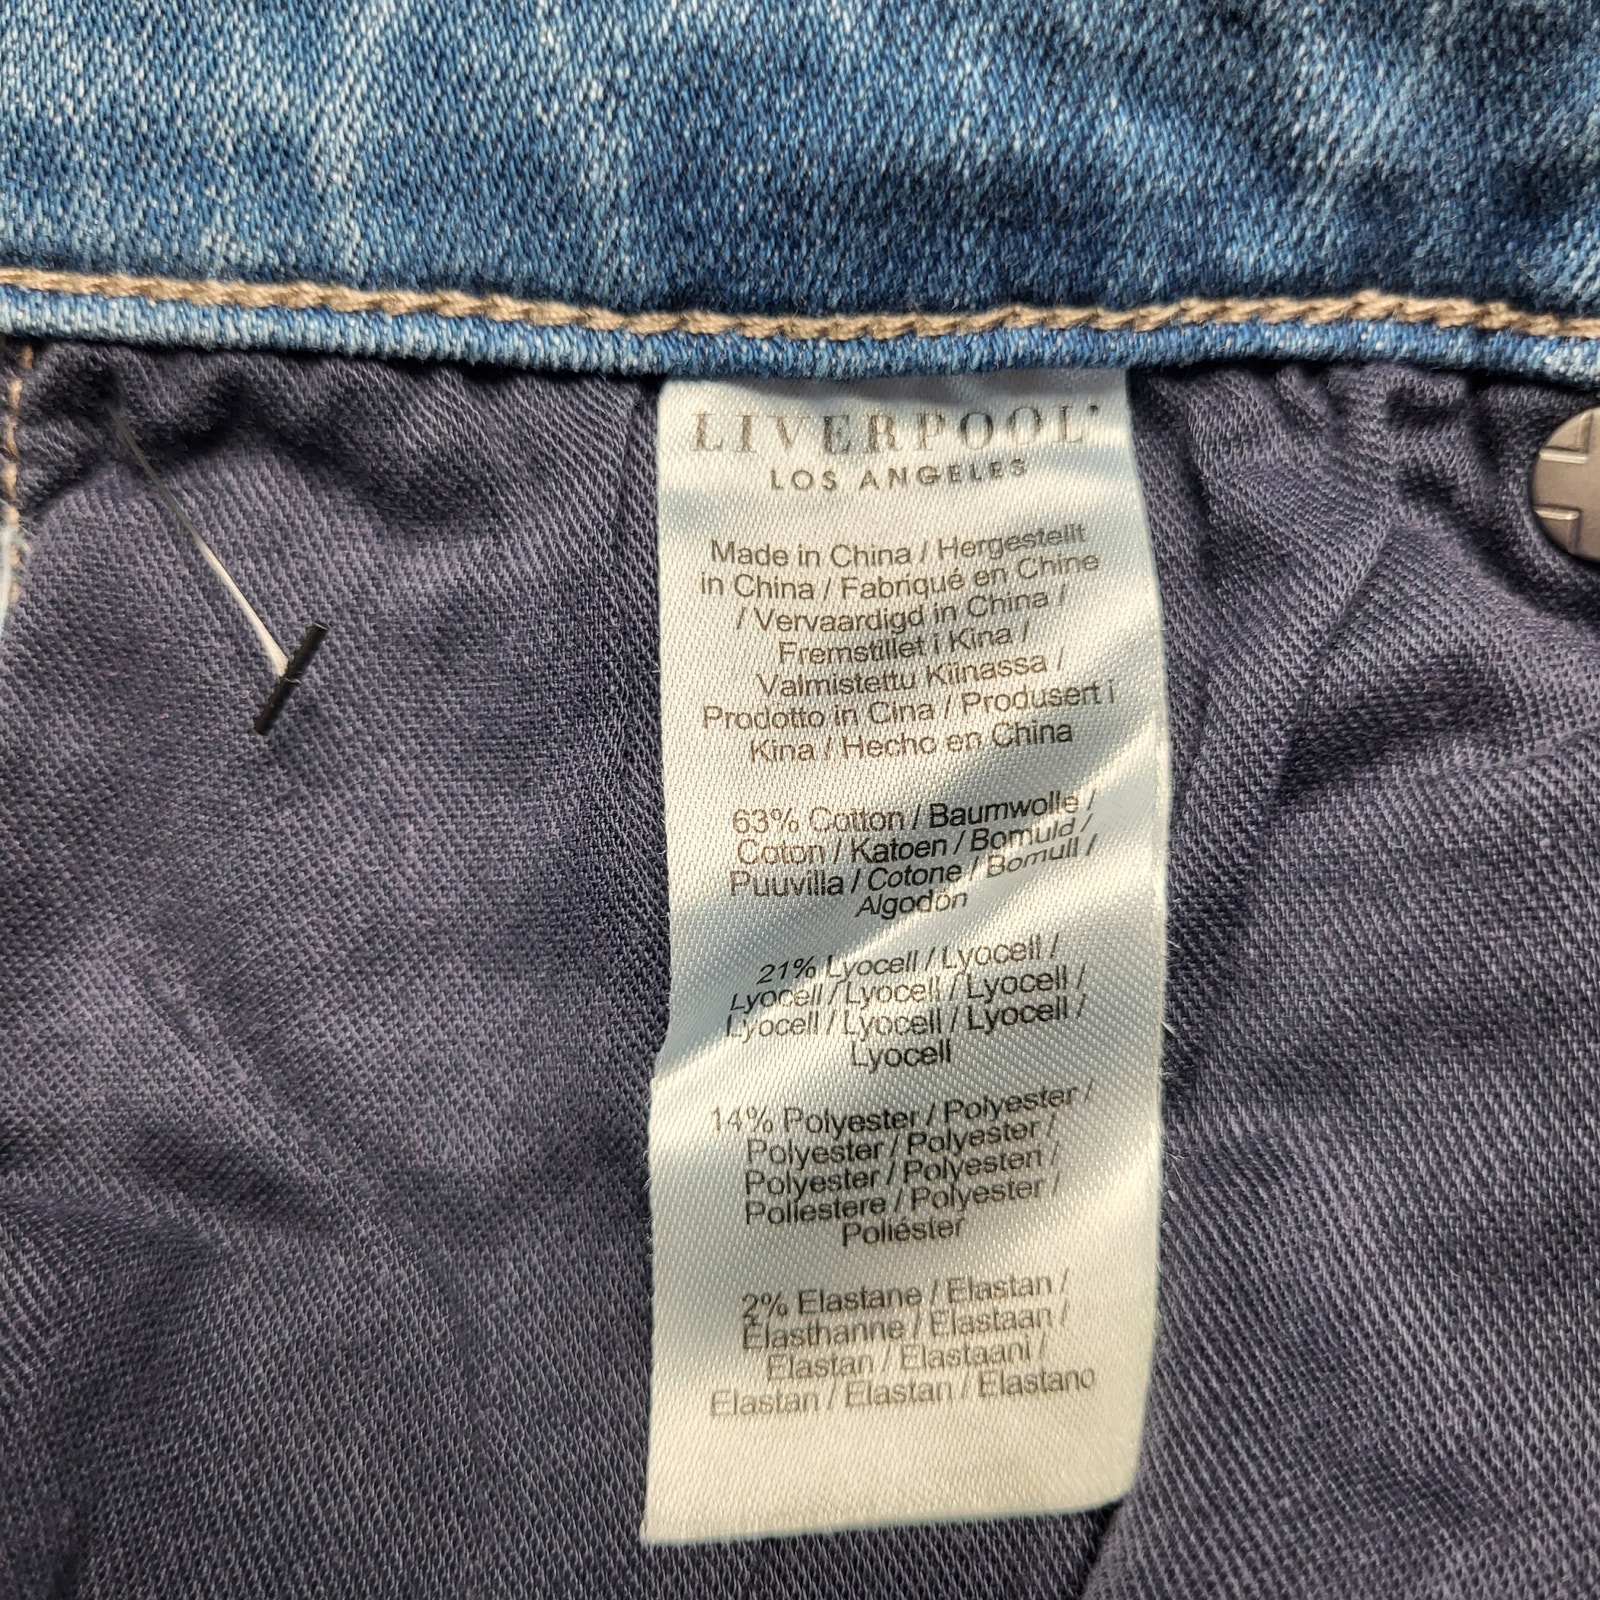 LIVERPOOL
LOS ANGELES
Made in China / Hergestellt
in China / Fabriqué en Chine
/ Vervaardigd in China /
Fremstillet i Kina /
Valmistettu Kiinassa /
Prodotto in Cina / Produsert i
Kina / Hecho en China
63% Cotton / Baumwolle /
Coton / Katoen / Bomuld /
Puuvilla / Cotone / Bomull /
Algodón
21% Lyocell / Lyocell /
Lyocell / Lyocell / Lyocell /
Lyocell / Lyocell / Lyocell /
Lyocell
14% Polyester / Polyester /
Polyester / Polyester /
Polyester / Polyesteri /
Poliestere / Polyester /
Poliéster
2% Elastane / Elastan /
Élasthanne / Elastaan /
Elastan / Elastaani /
Elastan / Elastan / Elastano